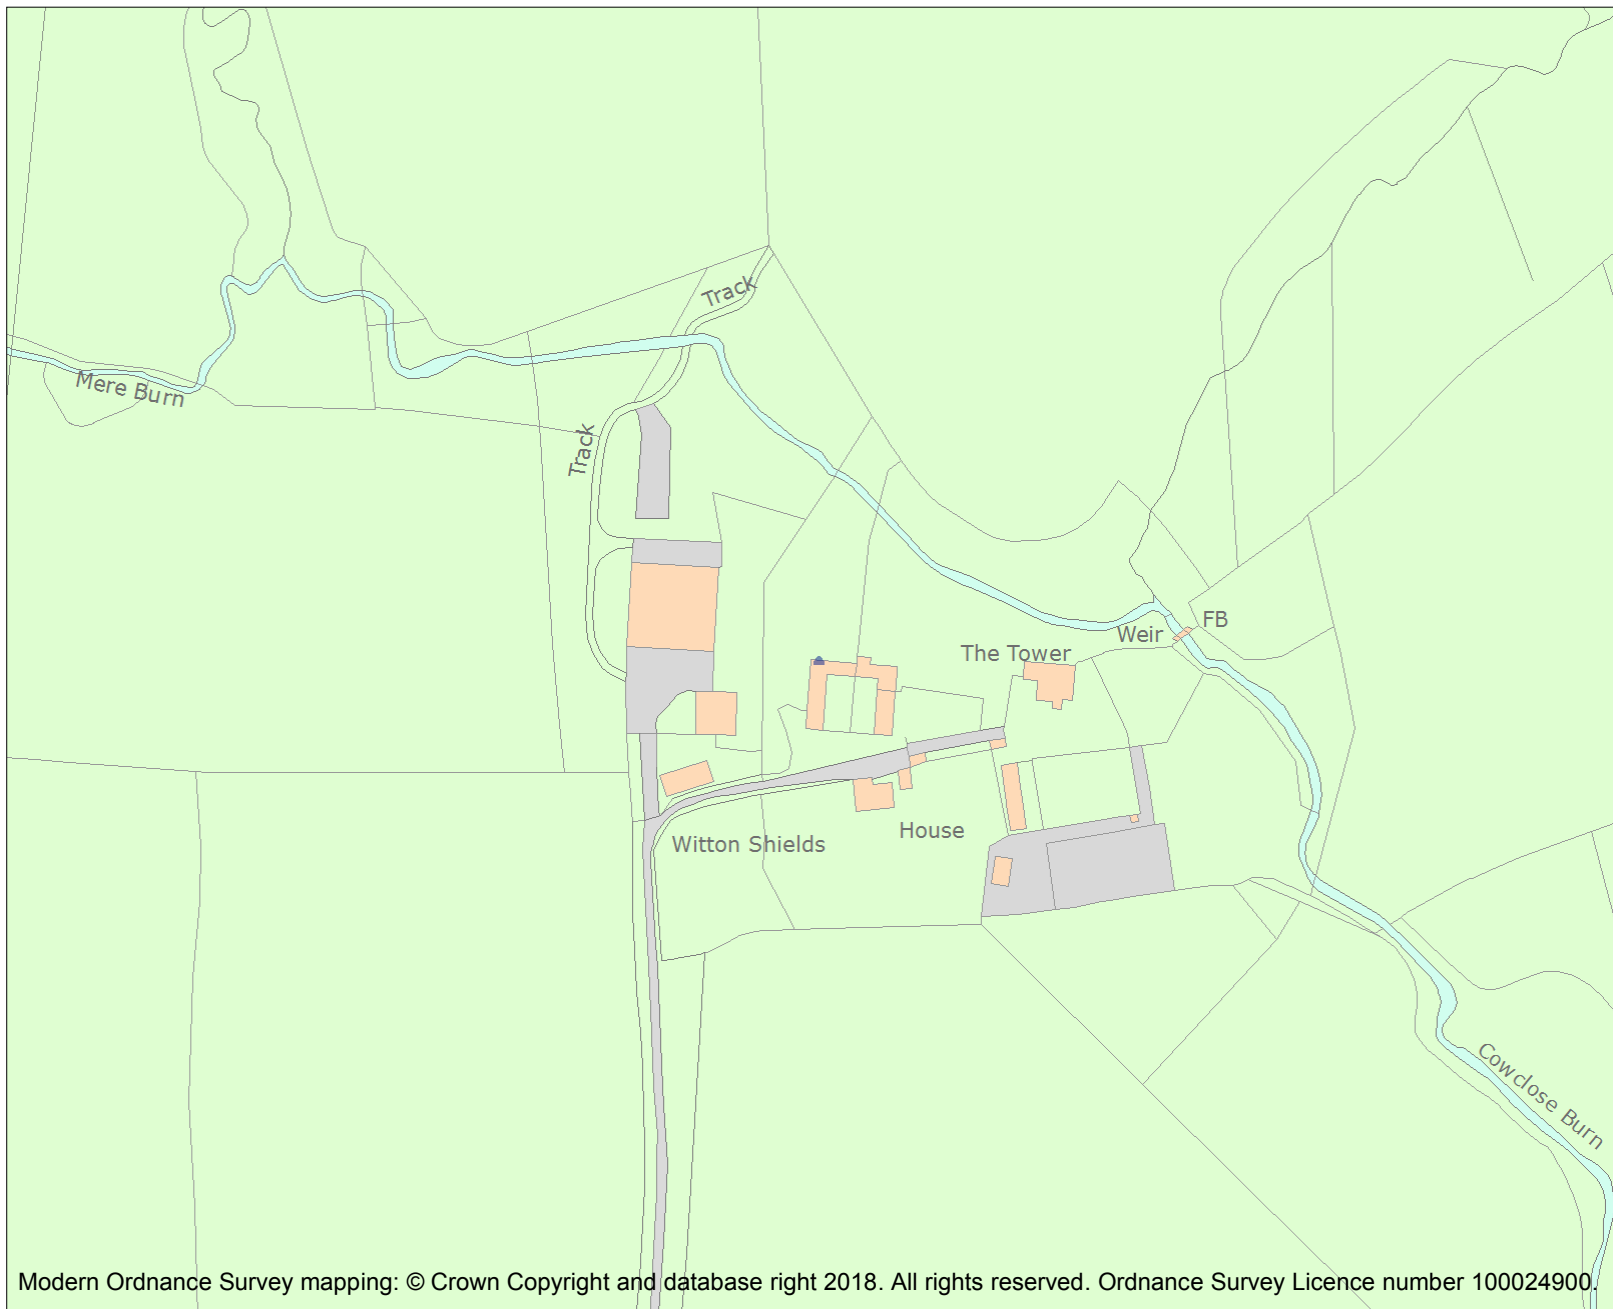 Track
Mere Burn
Track
FB
Weir
The Tower
House
Witton Shields
Cowclose Burn
Modern Ordnance Survey mapping: © Crown Copyright and database right 2018. All rights reserved. Ordnance Survey Licence number 100024900.